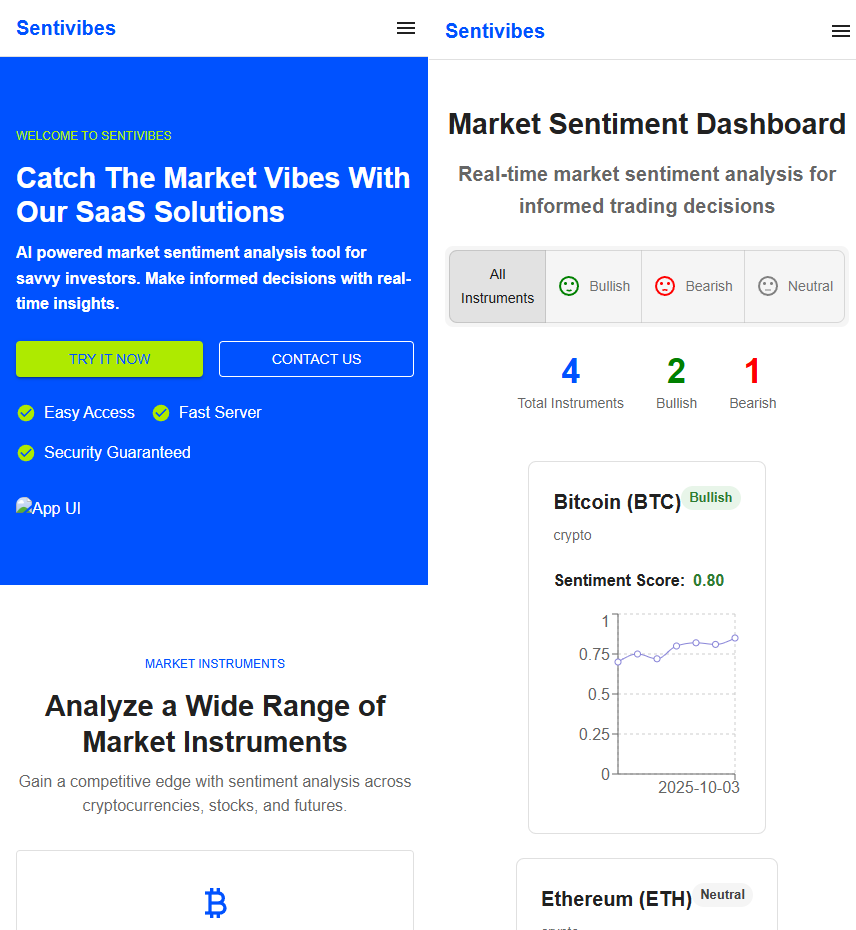 Sentivibes
WELCOME TO SENTIVIBES
Catch The Market Vibes With
Our SaaS Solutions
AI powered market sentiment analysis tool for
savvy investors. Make informed decisions with real-
time insights.
TRY IT NOW
CONTACT US
Easy Access
Fast Server
Security Guaranteed
App UI
MARKET INSTRUMENTS
Analyze a Wide Range of
Market Instruments
Gain a competitive edge with sentiment analysis across
cryptocurrencies, stocks, and futures.
Sentivibes
Market Sentiment Dashboard
Real-time market sentiment analysis for
informed trading decisions
All
Instruments
Bullish
Bearish
Neutral
4
Total Instruments
2
Bullish
1
Bearish
Bitcoin (BTC)
Bullish
crypto
Sentiment Score: 0.80
1
0.75
0.5
0.25
0
2025-10-03
Ethereum (ETH)
Neutral